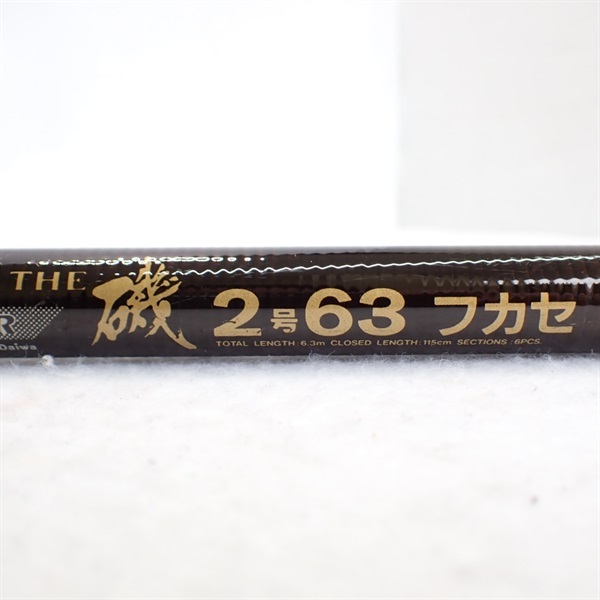 THE 磯 2号63 フカセ
R
Daiwa
TOTAL LENGTH:6.3m CLOSED LENGTH:115cm SECTIONS:6PCS.